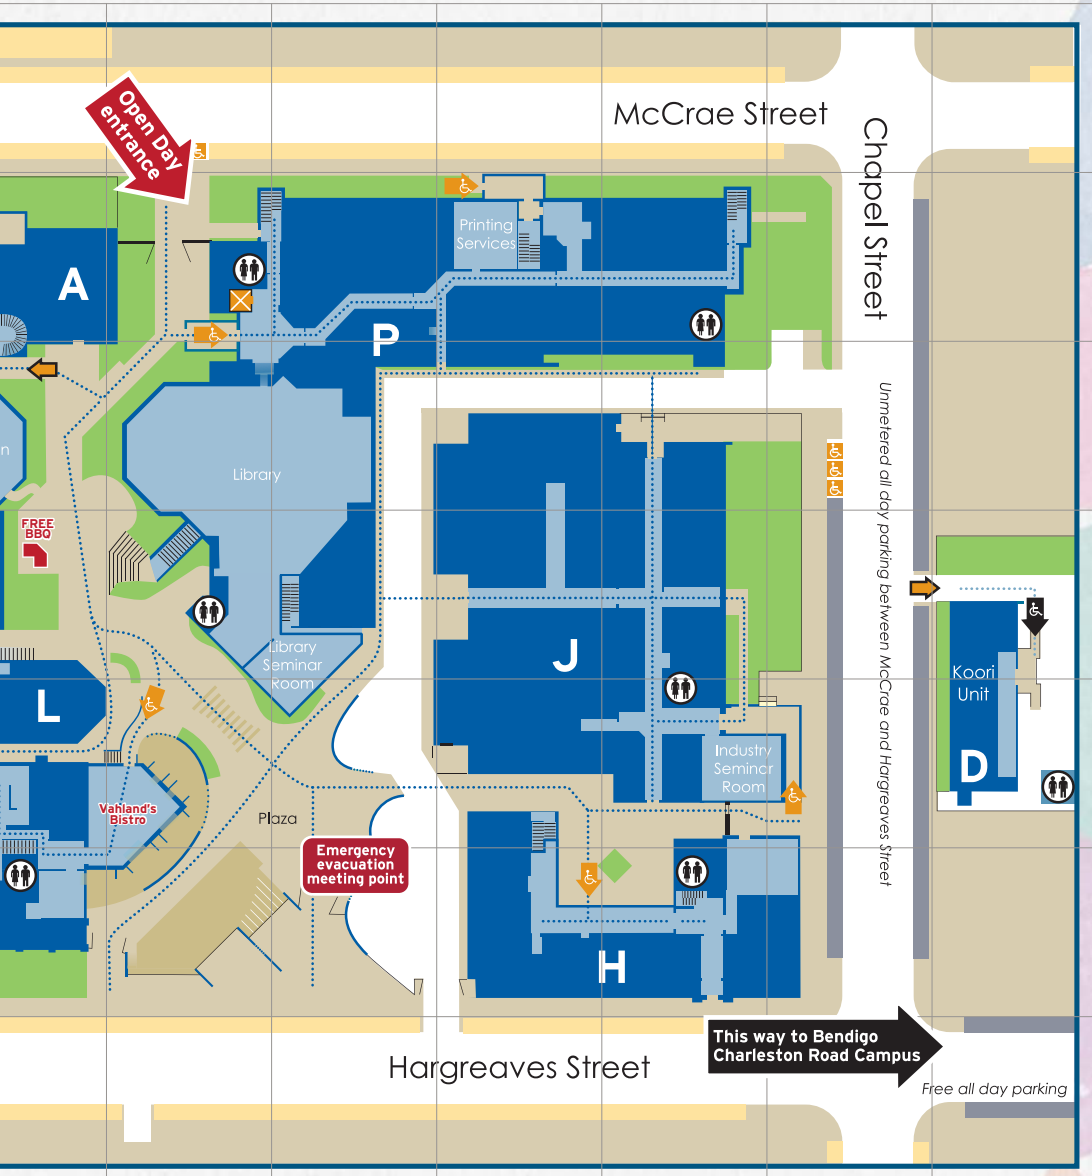 McCrae Street
Open Day
entrance
Chapel Street
Printing
Services
A
P
n
Library
Unmetered all day parking between McCrae and Hargreaves Street
FREE
BBQ
J
Library
Seminar
Room
Koori
Unit
L
Industry
Seminar
Room
D
L
Vahland's
Bistro
Plaza
Emergency
evacuation
meeting point
H
This way to Bendigo
Charleston Road Campus
Hargreaves Street
Free all day parking